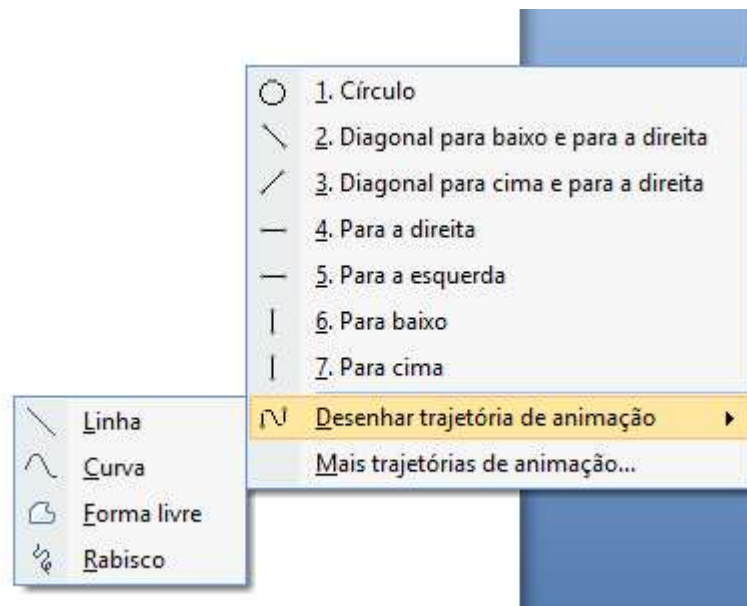 1. Círculo
2. Diagonal para baixo e para a direita
3. Diagonal para cima e para a direita
4. Para a direita
5. Para a esquerda
6. Para baixo
7. Para cima
Desenhar trajetória de animação
Mais trajetórias de animação...
Linha
Curva
Forma livre
Rabisco